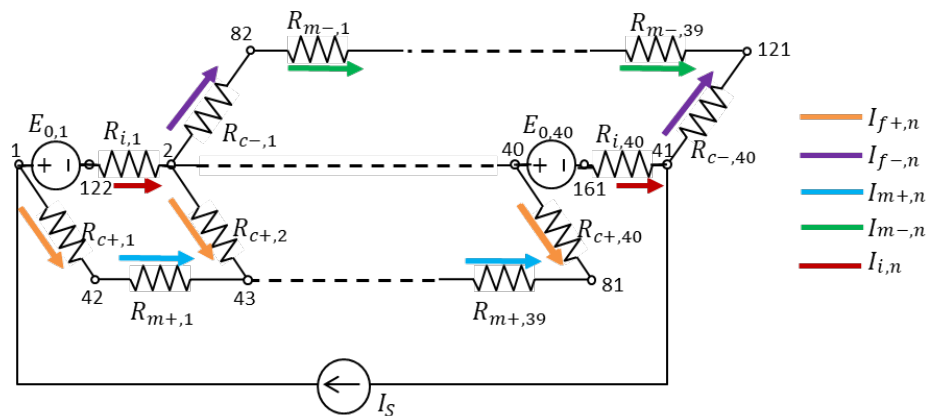 82
R_{m-,1}
R_{m-,39}
121
E_{0,1}
R_{i,1}
R_{c-,1}
E_{0,40}
R_{i,40}
R_{c-,40}
1
+
-
122
2
40
+
-
161
41
R_{c+,1}
R_{c+,2}
R_{c+,40}
42
R_{m+,1}
43
R_{m+,39}
81
I_S
I_{f+,n}
I_{f-,n}
I_{m+,n}
I_{m-,n}
I_{i,n}